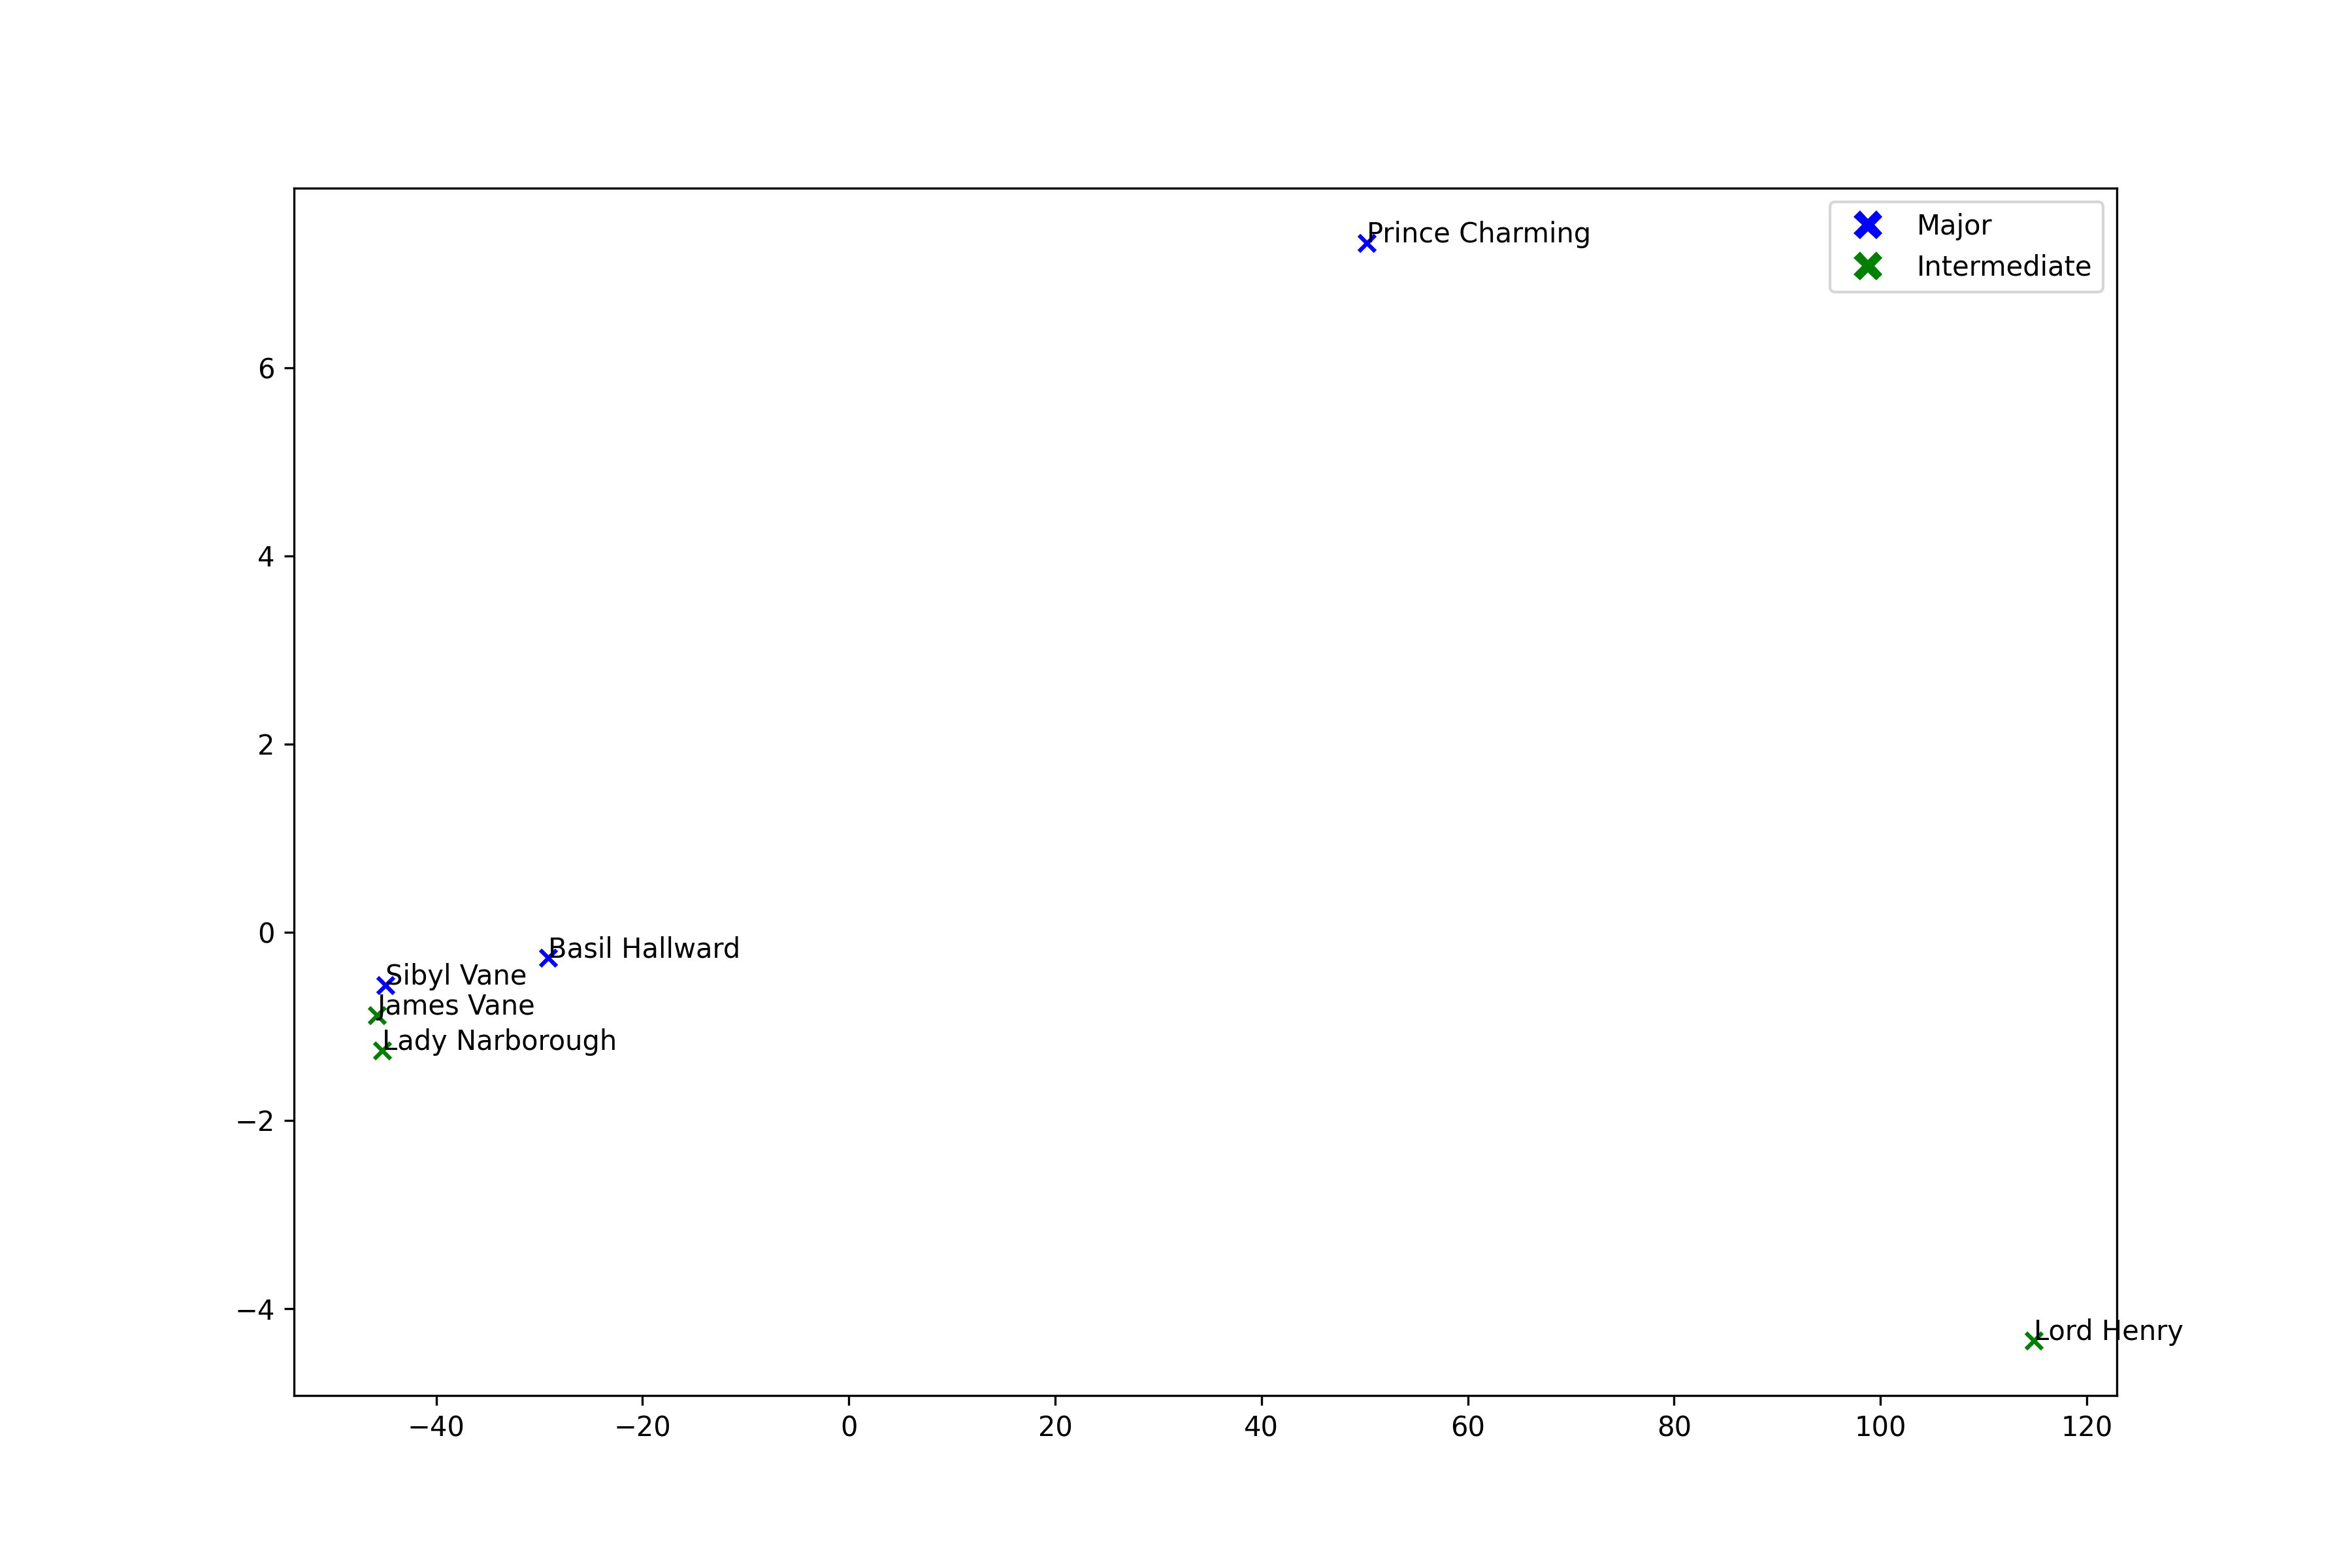 Prince Charming
Major
Intermediate
6
4
2
0
Basil Hallward
Sibyl Vane
James Vane
Lady Narborough
−2
−4
Lord Henry
−40 −20 0 20 40 60 80 100 120